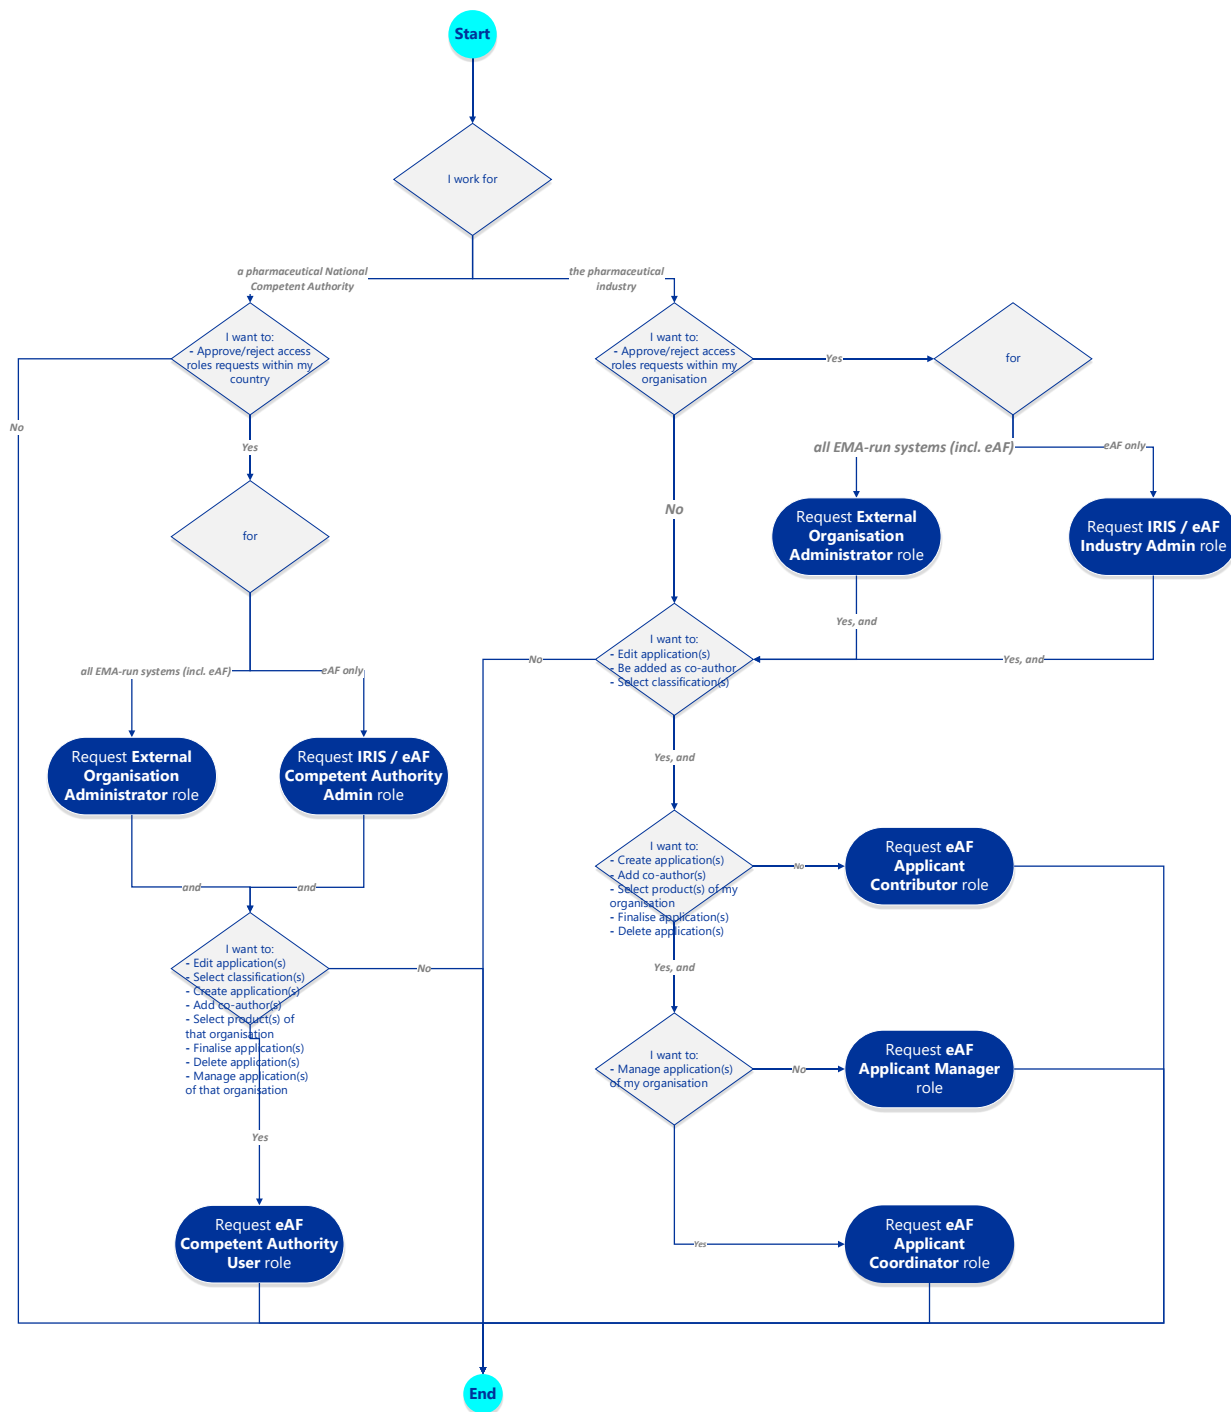 Start
I work for
a pharmaceutical National
Competent Authority
the pharmaceutical
industry
I want to:
- Approve/reject access
roles requests within my
country
I want to:
- Approve/reject access
roles requests within my
organisation
Yes
for
No
Yes
all EMA-run systems (incl. eAF)
eAF only
No
Request External
Organisation
Administrator role
Request IRIS / eAF
Industry Admin role
for
Yes, and
I want to:
- Edit application(s)
- Be added as co-author
- Select classification(s)
No
Yes, and
all EMA-run systems (incl. eAF)
eAF only
Request External
Organisation
Administrator role
Request IRIS / eAF
Competent Authority
Admin role
Yes, and
I want to:
- Create application(s)
- Add co-author(s)
- Select product(s) of my
organisation
- Finalise application(s)
- Delete application(s)
No
Request eAF
Applicant
Contributor role
and
and
I want to:
- Edit application(s)
- Select classification(s)
- Create application(s)
- Add co-author(s)
- Select product(s) of
that organisation
- Finalise application(s)
- Delete application(s)
- Manage application(s)
of that organisation
No
Yes, and
I want to:
- Manage application(s)
of my organisation
No
Request eAF
Applicant Manager
role
Yes
Request eAF
Competent Authority
User role
Yes
Request eAF
Applicant
Coordinator role
End